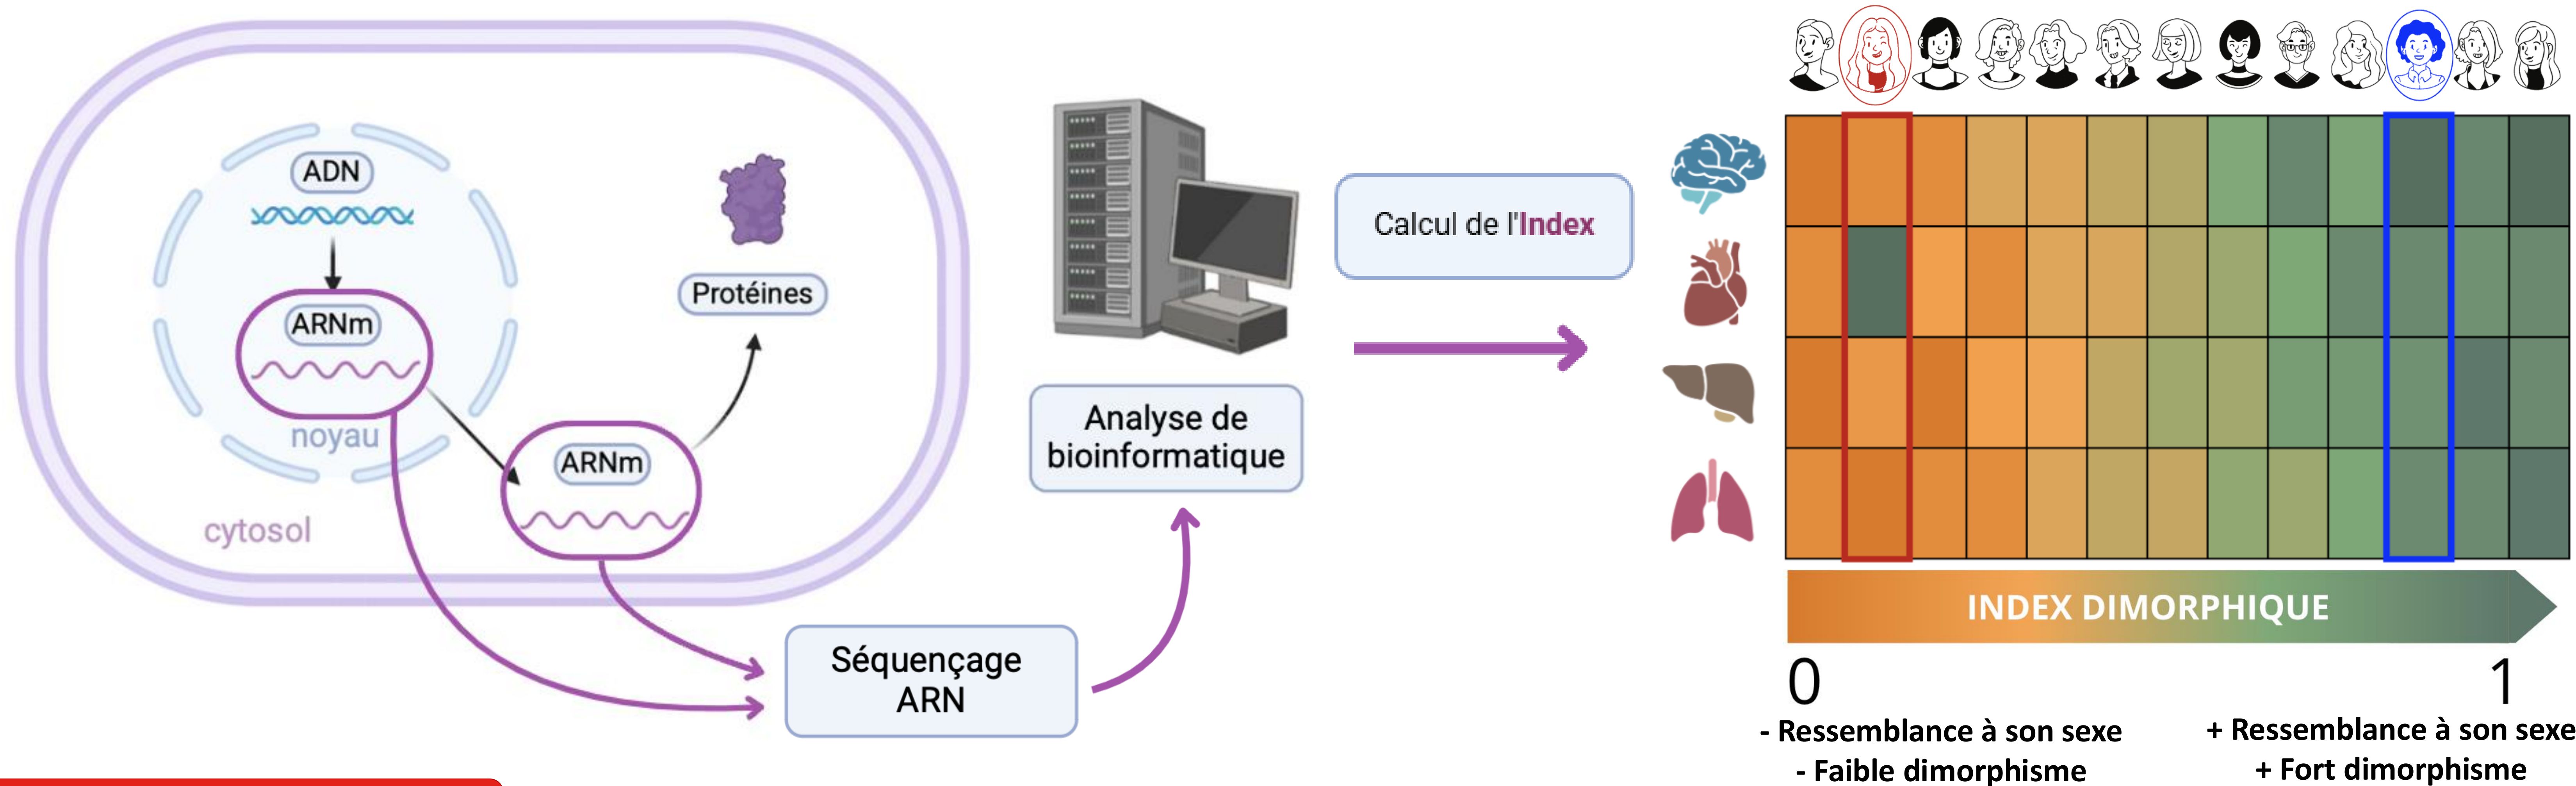 ADN
ARNm
noyau
cytosol
ARNm
Protéines
Séquençage
ARN
Analyse de
bioinformatique
Calcul de l'Index
INDEX DIMORPHIQUE
0
1
- Ressemblance à son sexe
- Faible dimorphisme
+ Ressemblance à son sexe
+ Fort dimorphisme